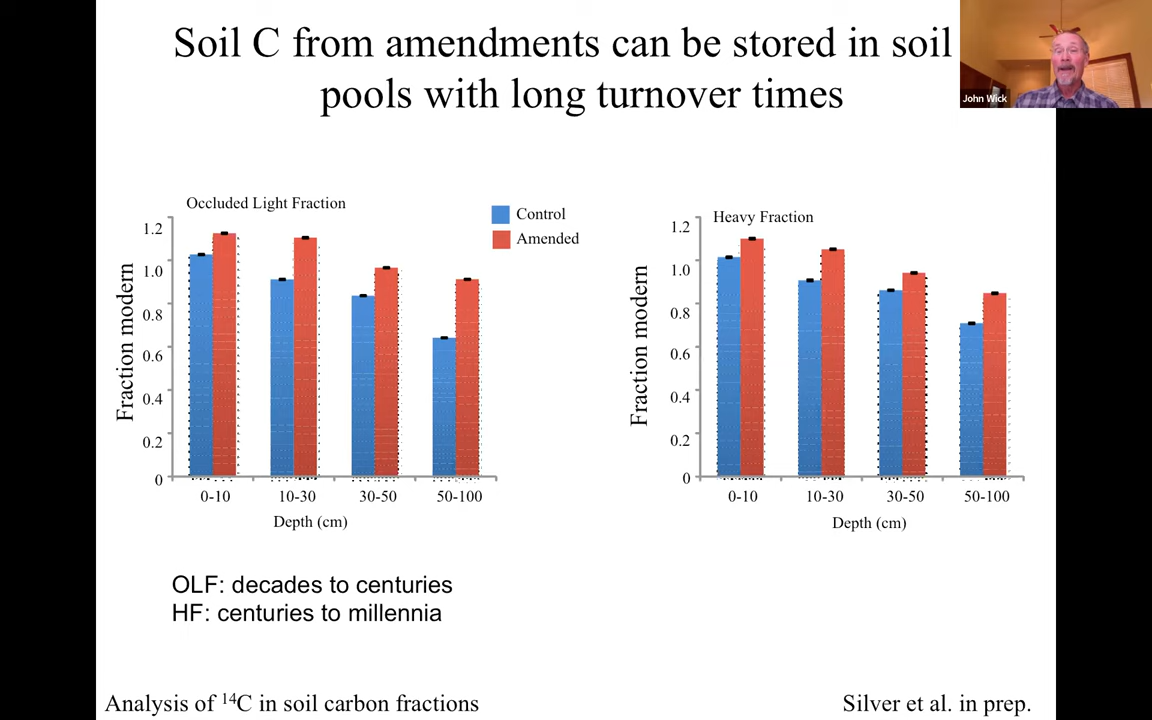 Soil C from amendments can be stored in soil
pools with long turnover times
John Wick
Occluded Light Fraction
Control
Amended
Fraction modern
1.2
1.0
0.8
0.6
0.4
0.2
0
0-10
10-30
30-50
50-100
Depth (cm)
Heavy Fraction
Fraction modern
1.2
1.0
0.8
0.6
0.4
0.2
0
0-10
10-30
30-50
50-100
Depth (cm)
OLF: decades to centuries
HF: centuries to millennia
Analysis of ¹⁴C in soil carbon fractions
Silver et al. in prep.